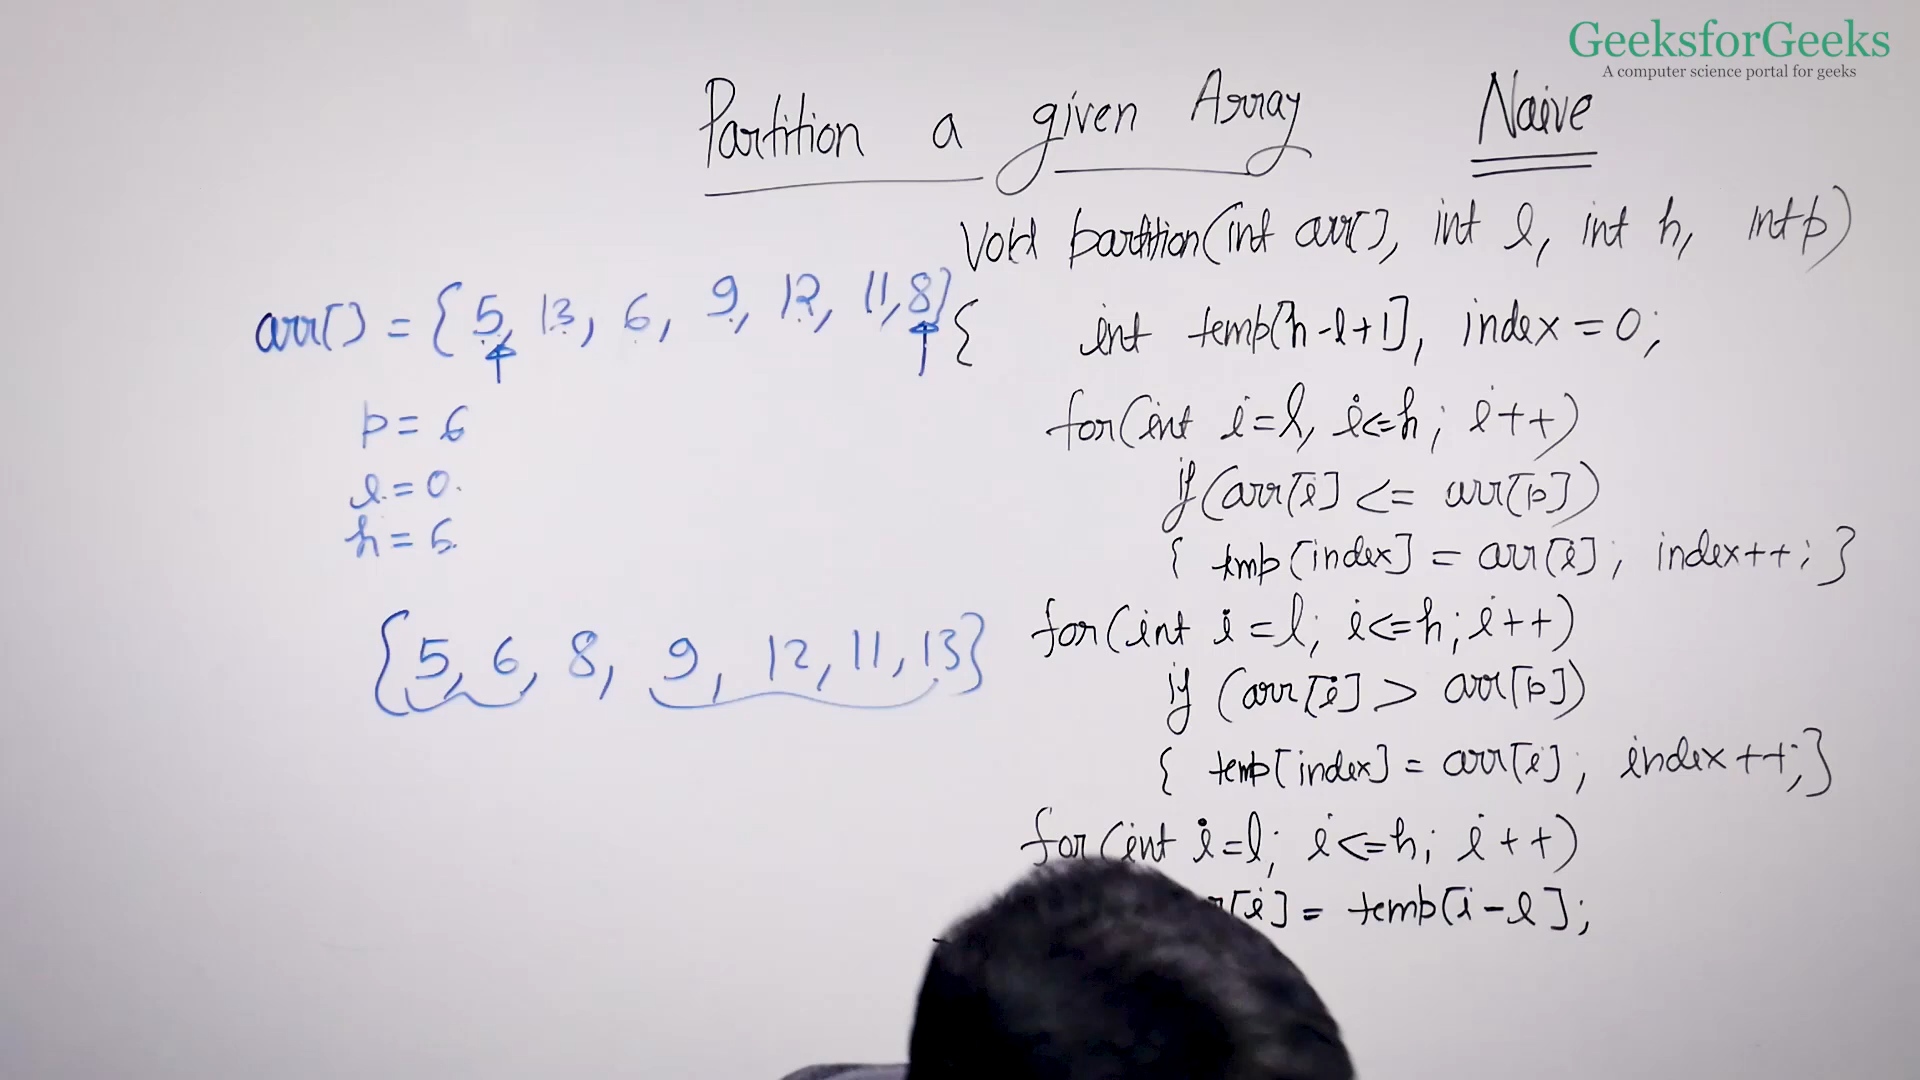 GeeksforGeeks
A computer science portal for geeks
Partition a given Array Naive
void partition(int arr[], int l, int h, int p)
arr[] = {5, 13, 6, 9, 12, 11, 8}
{ int temp[h-l+1], index = 0;
p = 6
l = 0
h = 6
for(int i=l, i<=h; i++)
if(arr[i] <= arr[p])
{ tmp[index] = arr[i]; index++; }
{5, 6, 8, 9, 12, 11, 13}
for(int i=l; i<=h; i++)
if (arr[i] > arr[p])
{ temp[index] = arr[i]; index++; }
for(int i=l; i<=h; i++)
[i] = temp[i-l];